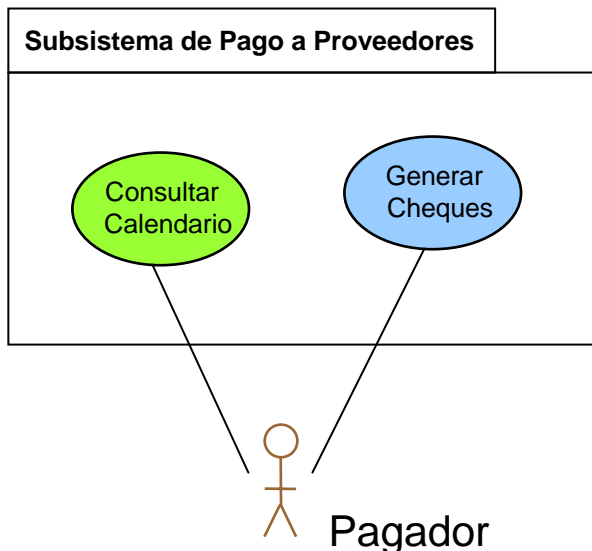 Subsistema de Pago a Proveedores
Consultar
Calendario
Generar
Cheques
Pagador